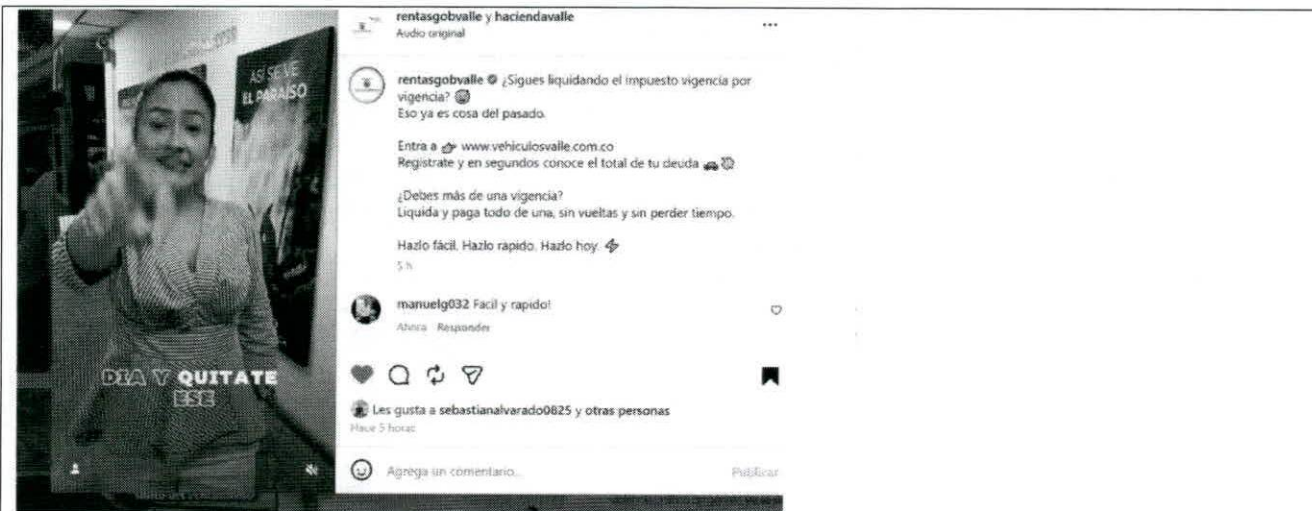 ASI SE VE
EL PARAISO
DIA Y QUITATE
ESE
rentasgobvalle y haciendavalle
Audio original
rentasgobvalle ¿Sigues liquidando el impuesto vigencia por
vigencia?
Eso ya es cosa del pasado.
Entra a www.vehiculosvalle.com.co
Registrate y en segundos conoce el total de tu deuda
¿Debes más de una vigencia?
Liquida y paga todo de una, sin vueltas y sin perder tiempo.
Hazlo fácil. Hazlo rapido. Hazlo hoy.
5 h
manuelg032 Facil y rapido!
Ahora Responder
Les gusta a sebastianalvarado0825 y otras personas
Hace 5 horas
Agrega un comentario...
Publicar